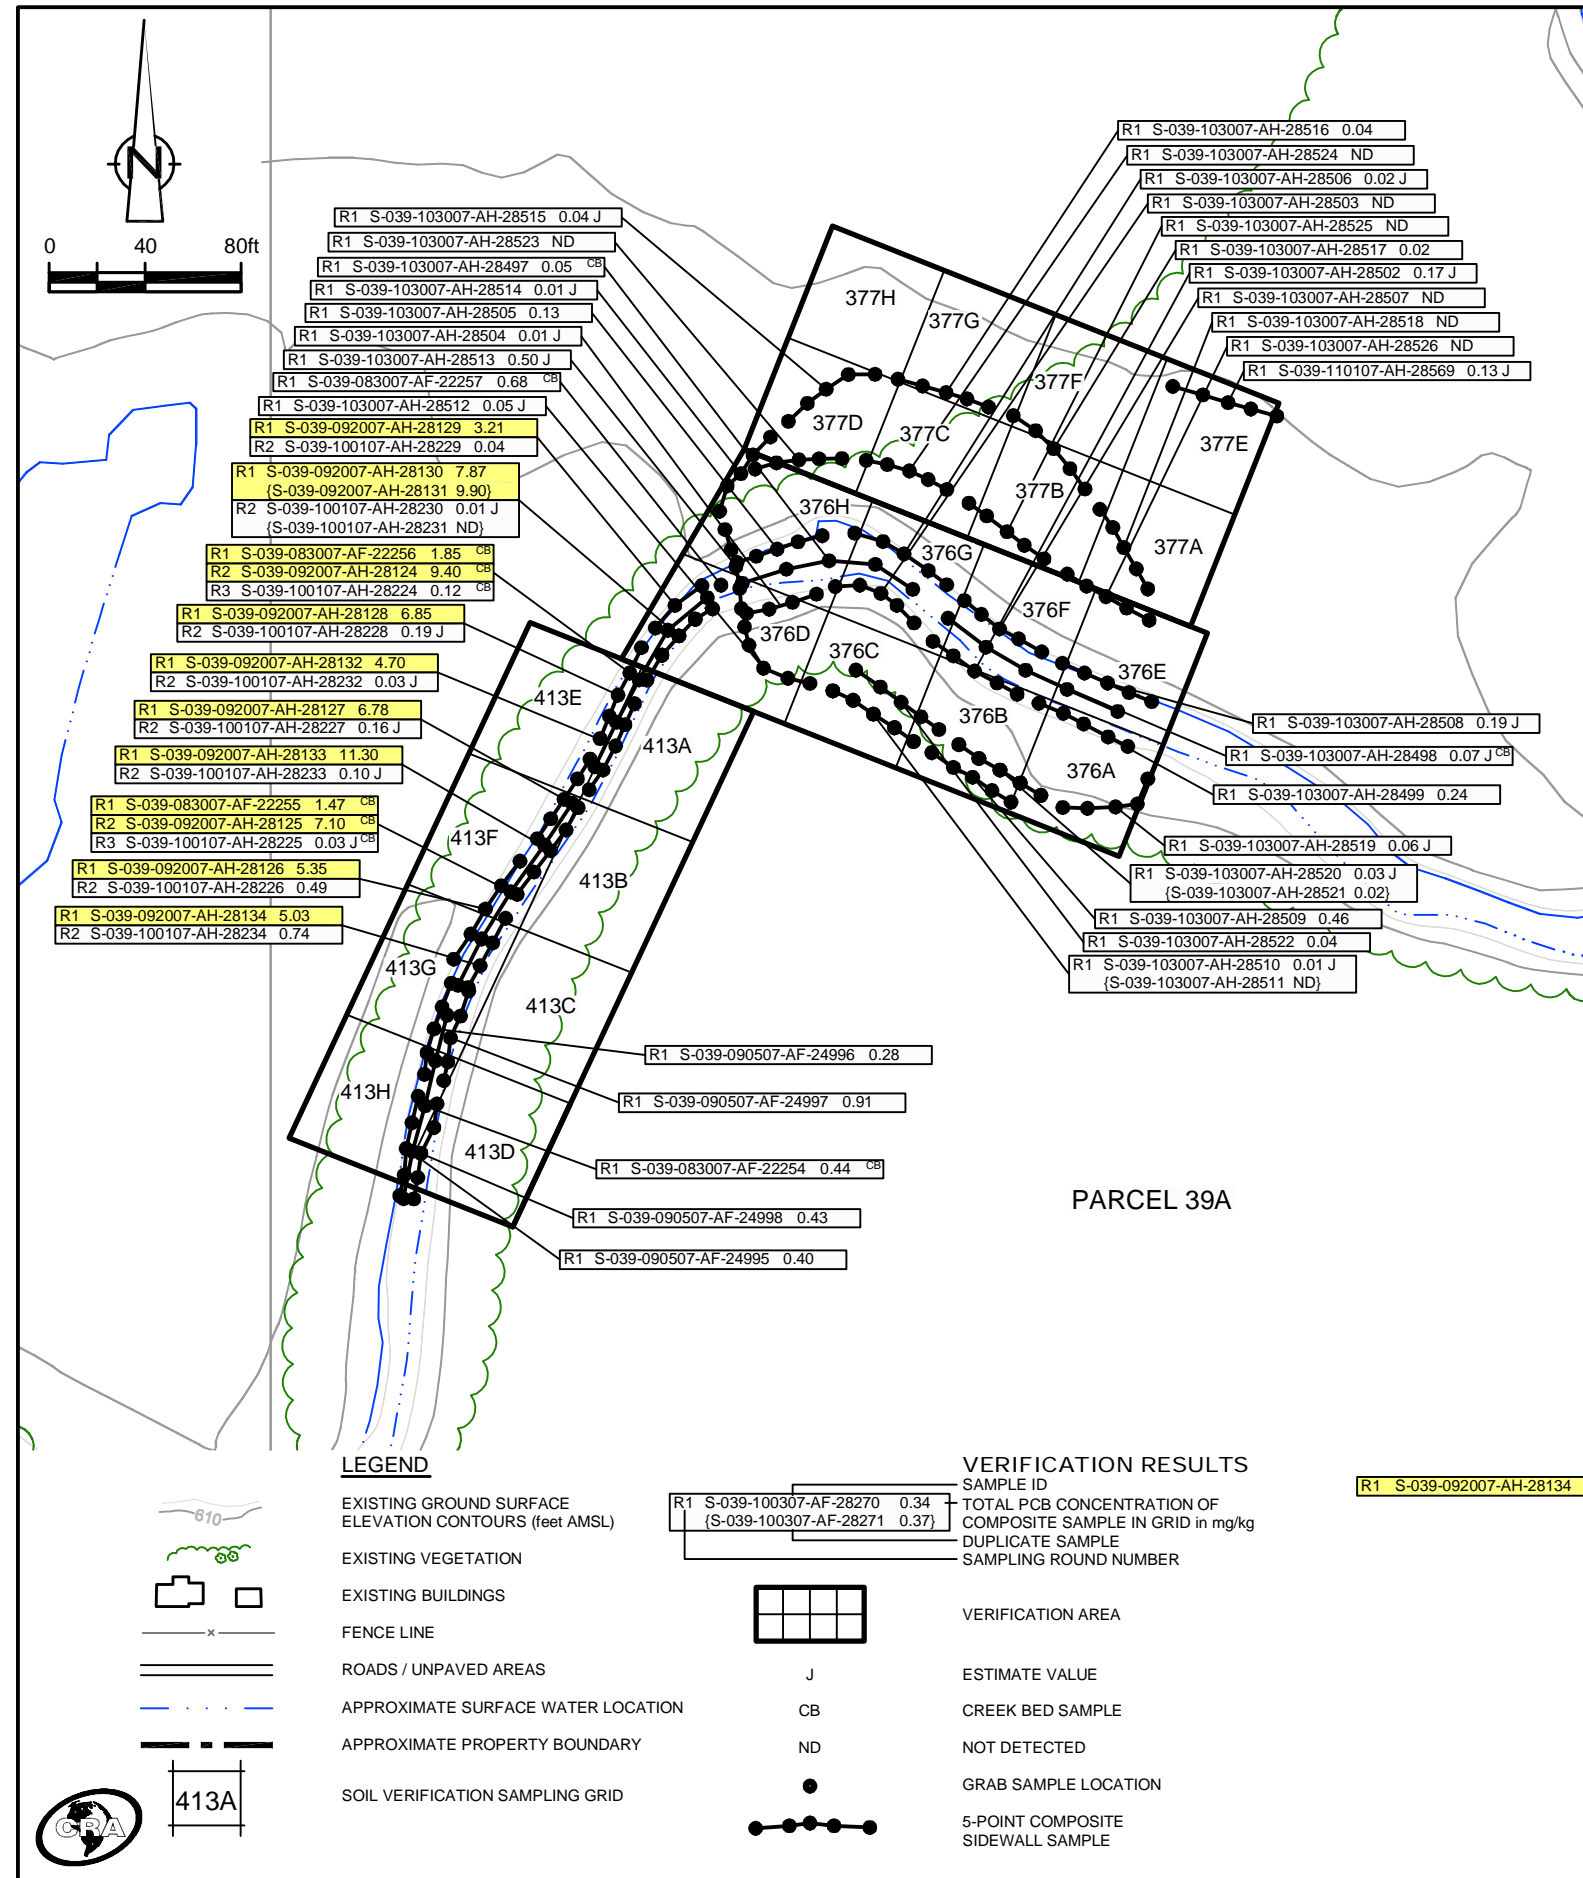 N
0 40 80ft
R1 S-039-103007-AH-28516 0.04
R1 S-039-103007-AH-28524 ND
R1 S-039-103007-AH-28506 0.02 J
R1 S-039-103007-AH-28503 ND
R1 S-039-103007-AH-28525 ND
R1 S-039-103007-AH-28517 0.02
R1 S-039-103007-AH-28502 0.17 J
R1 S-039-103007-AH-28507 ND
R1 S-039-103007-AH-28518 ND
R1 S-039-103007-AH-28526 ND
R1 S-039-110107-AH-28569 0.13 J
R1 S-039-103007-AH-28515 0.04 J
R1 S-039-103007-AH-28523 ND
R1 S-039-103007-AH-28497 0.05 CB
R1 S-039-103007-AH-28514 0.01 J
R1 S-039-103007-AH-28505 0.13
R1 S-039-103007-AH-28504 0.01 J
R1 S-039-103007-AH-28513 0.50 J
R1 S-039-083007-AF-22257 0.68 CB
R1 S-039-103007-AH-28512 0.05 J
R1 S-039-092007-AH-28129 3.21
R2 S-039-100107-AH-28229 0.04
R1 S-039-092007-AH-28130 7.87
{S-039-092007-AH-28131 9.90}
R2 S-039-100107-AH-28230 0.01 J
{S-039-100107-AH-28231 ND}
R1 S-039-083007-AF-22256 1.85 CB
R2 S-039-092007-AH-28124 9.40 CB
R3 S-039-100107-AH-28224 0.12 CB
R1 S-039-092007-AH-28128 6.85
R2 S-039-100107-AH-28228 0.19 J
R1 S-039-092007-AH-28132 4.70
R2 S-039-100107-AH-28232 0.03 J
R1 S-039-092007-AH-28127 6.78
R2 S-039-100107-AH-28227 0.16 J
R1 S-039-092007-AH-28133 11.30
R2 S-039-100107-AH-28233 0.10 J
R1 S-039-083007-AF-22255 1.47 CB
R2 S-039-092007-AH-28125 7.10 CB
R3 S-039-100107-AH-28225 0.03 J CB
R1 S-039-092007-AH-28126 5.35
R2 S-039-100107-AH-28226 0.49
R1 S-039-092007-AH-28134 5.03
R2 S-039-100107-AH-28234 0.74
377H
377G
377F
377E
377D
377C
377B
377A
376H
376G
376F
376E
376D
376C
376B
376A
413E
413A
413F
413B
413G
413C
413H
413D
R1 S-039-103007-AH-28508 0.19 J
R1 S-039-103007-AH-28498 0.07 J CB
R1 S-039-103007-AH-28499 0.24
R1 S-039-103007-AH-28519 0.06 J
R1 S-039-103007-AH-28520 0.03 J
{S-039-103007-AH-28521 0.02}
R1 S-039-103007-AH-28509 0.46
R1 S-039-103007-AH-28522 0.04
R1 S-039-103007-AH-28510 0.01 J
{S-039-103007-AH-28511 ND}
R1 S-039-090507-AF-24996 0.28
R1 S-039-090507-AF-24997 0.91
R1 S-039-083007-AF-22254 0.44 CB
R1 S-039-090507-AF-24998 0.43
R1 S-039-090507-AF-24995 0.40
PARCEL 39A
LEGEND
610
EXISTING GROUND SURFACE
ELEVATION CONTOURS (feet AMSL)
EXISTING VEGETATION
EXISTING BUILDINGS
x
FENCE LINE
ROADS / UNPAVED AREAS
APPROXIMATE SURFACE WATER LOCATION
APPROXIMATE PROPERTY BOUNDARY
413A
SOIL VERIFICATION SAMPLING GRID
CRA
VERIFICATION RESULTS
R1 S-039-100307-AF-28270 0.34
{S-039-100307-AF-28271 0.37}
SAMPLE ID
TOTAL PCB CONCENTRATION OF
COMPOSITE SAMPLE IN GRID in mg/kg
DUPLICATE SAMPLE
SAMPLING ROUND NUMBER
R1 S-039-092007-AH-28134
VERIFICATION AREA
J ESTIMATE VALUE
CB CREEK BED SAMPLE
ND NOT DETECTED
GRAB SAMPLE LOCATION
5-POINT COMPOSITE
SIDEWALL SAMPLE